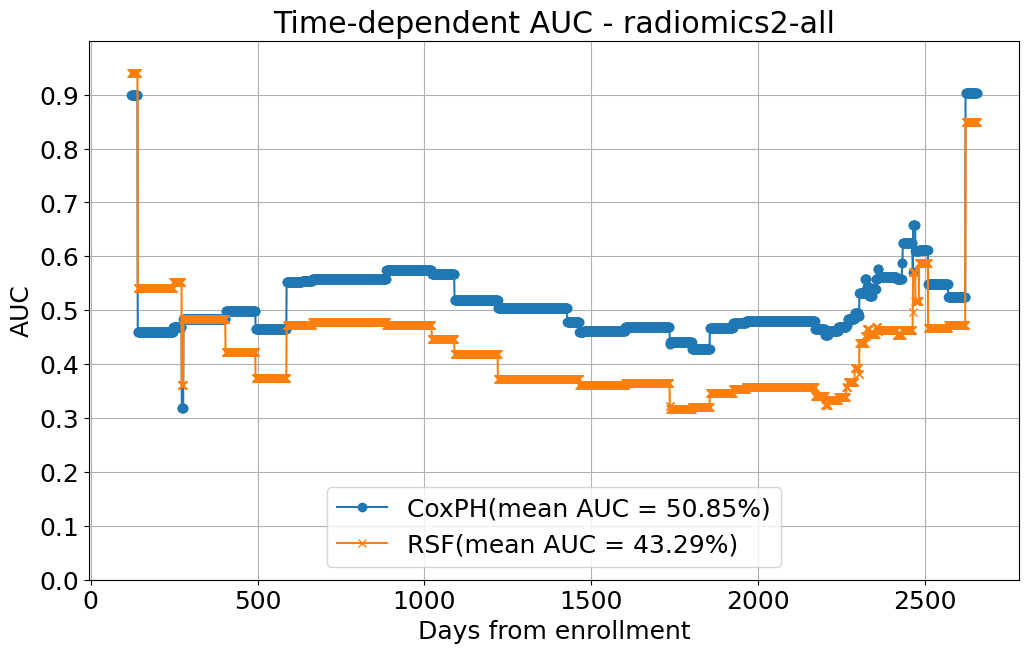 Time-dependent AUC - radiomics2-all
AUC
0.9
0.8
0.7
0.6
0.5
0.4
0.3
0.2
0.1
0.0
CoxPH(mean AUC = 50.85%)
RSF(mean AUC = 43.29%)
0 500 1000 1500 2000 2500
Days from enrollment